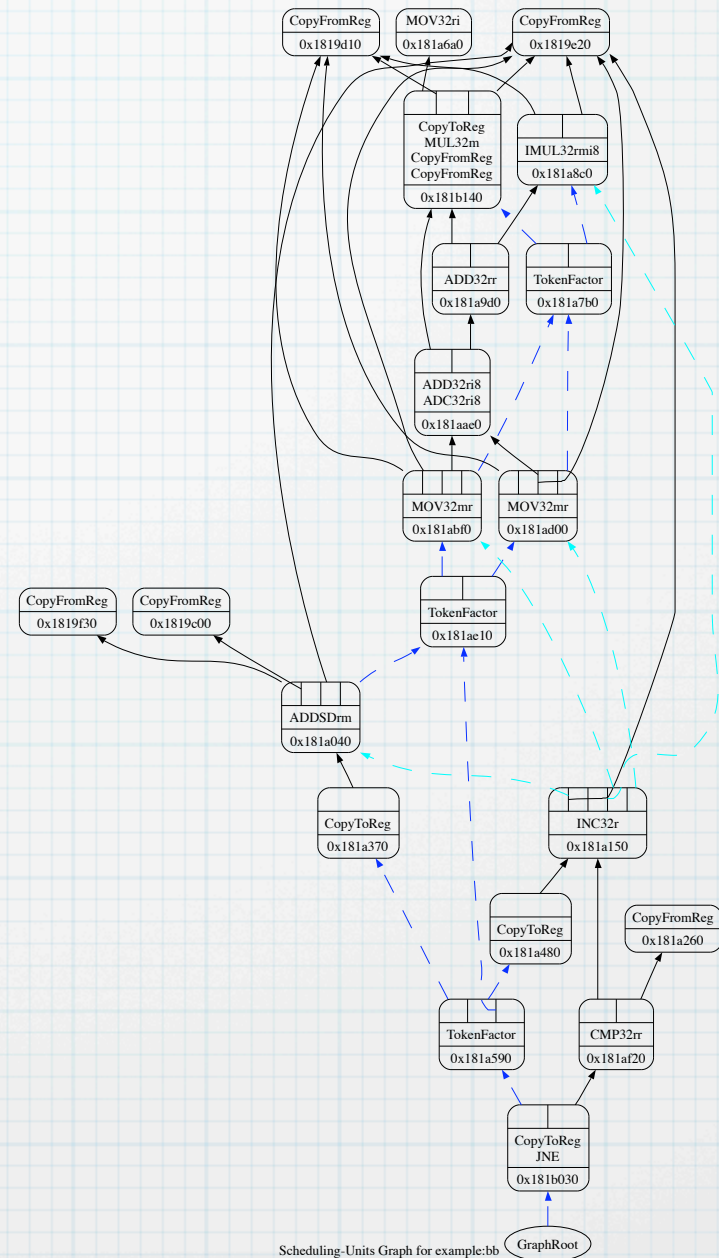 CopyFromReg
0x1819d10
MOV32ri
0x181a6a0
CopyFromReg
0x1819e20
CopyToReg
MUL32m
CopyFromReg
CopyFromReg
0x181b140
IMUL32rmi8
0x181a8c0
ADD32rr
0x181a9d0
TokenFactor
0x181a7b0
ADD32ri8
ADC32ri8
0x181aae0
MOV32mr
0x181abf0
MOV32mr
0x181ad00
CopyFromReg
0x1819f30
CopyFromReg
0x1819c00
TokenFactor
0x181ae10
ADDSDrm
0x181a040
CopyToReg
0x181a370
INC32r
0x181a150
CopyToReg
0x181a480
CopyFromReg
0x181a260
TokenFactor
0x181a590
CMP32rr
0x181af20
CopyToReg
JNE
0x181b030
GraphRoot
Scheduling-Units Graph for example:bb